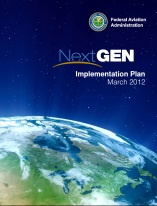 Federal Aviation
Administration
NextGEN
Implementation Plan
March 2012